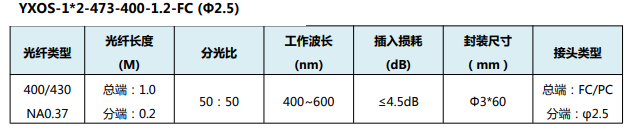 YXOS-1*2-473-400-1.2-FC (Φ2.5)
光纤类型 光纤长度 (M) 分光比 工作波长 (nm) 插入损耗 (dB) 封装尺寸 (mm) 接头类型
400/430 总端：1.0 50：50 400~600 ≤4.5dB Φ3*60 总端：FC/PC
NA0.37 分端：0.2 分端：φ2.5